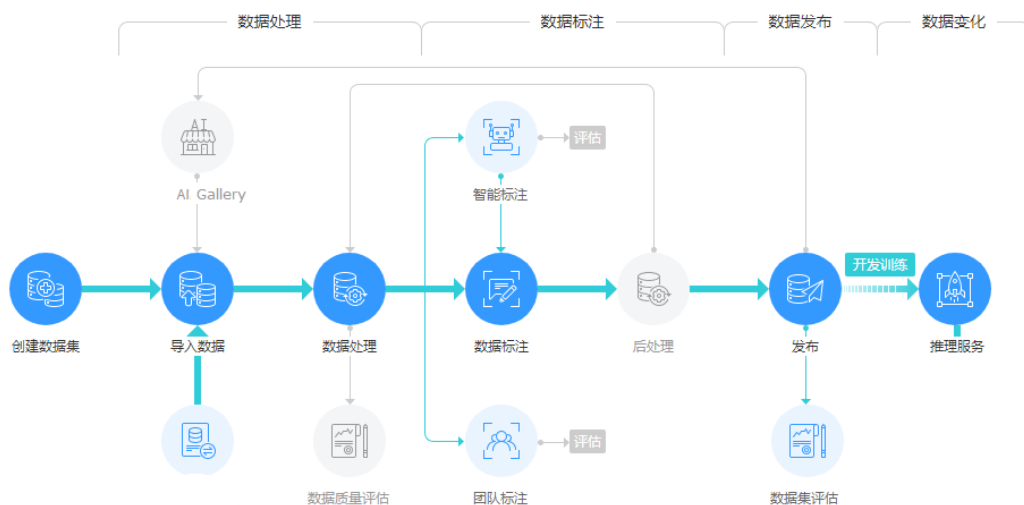 数据处理
数据标注
数据发布
数据变化
AI
AI Gallery
智能标注
评估
开发训练
创建数据集
导入数据
数据处理
数据标注
后处理
发布
推理服务
评估
数据质量评估
团队标注
数据集评估